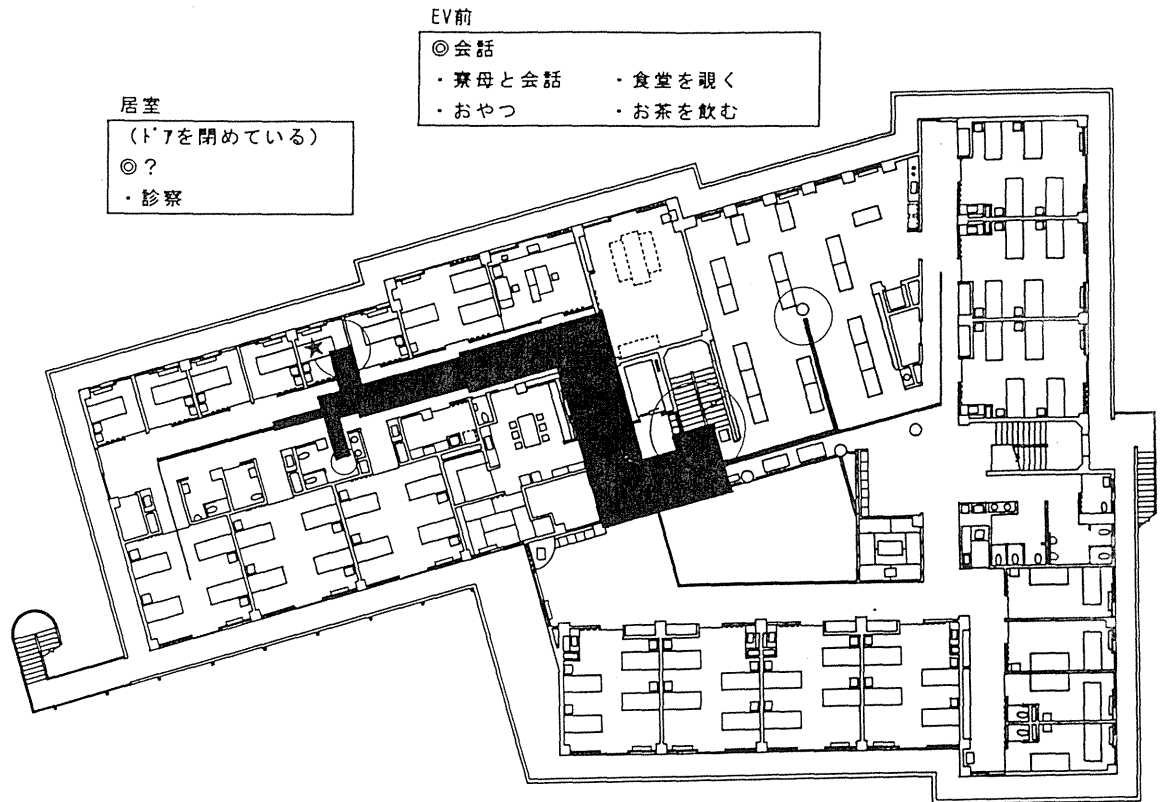 EV前
◎会話
・寮母と会話 ・食堂を覗く
・おやつ ・お茶を飲む
居室
(ドアを閉めている)
◎?
・診察